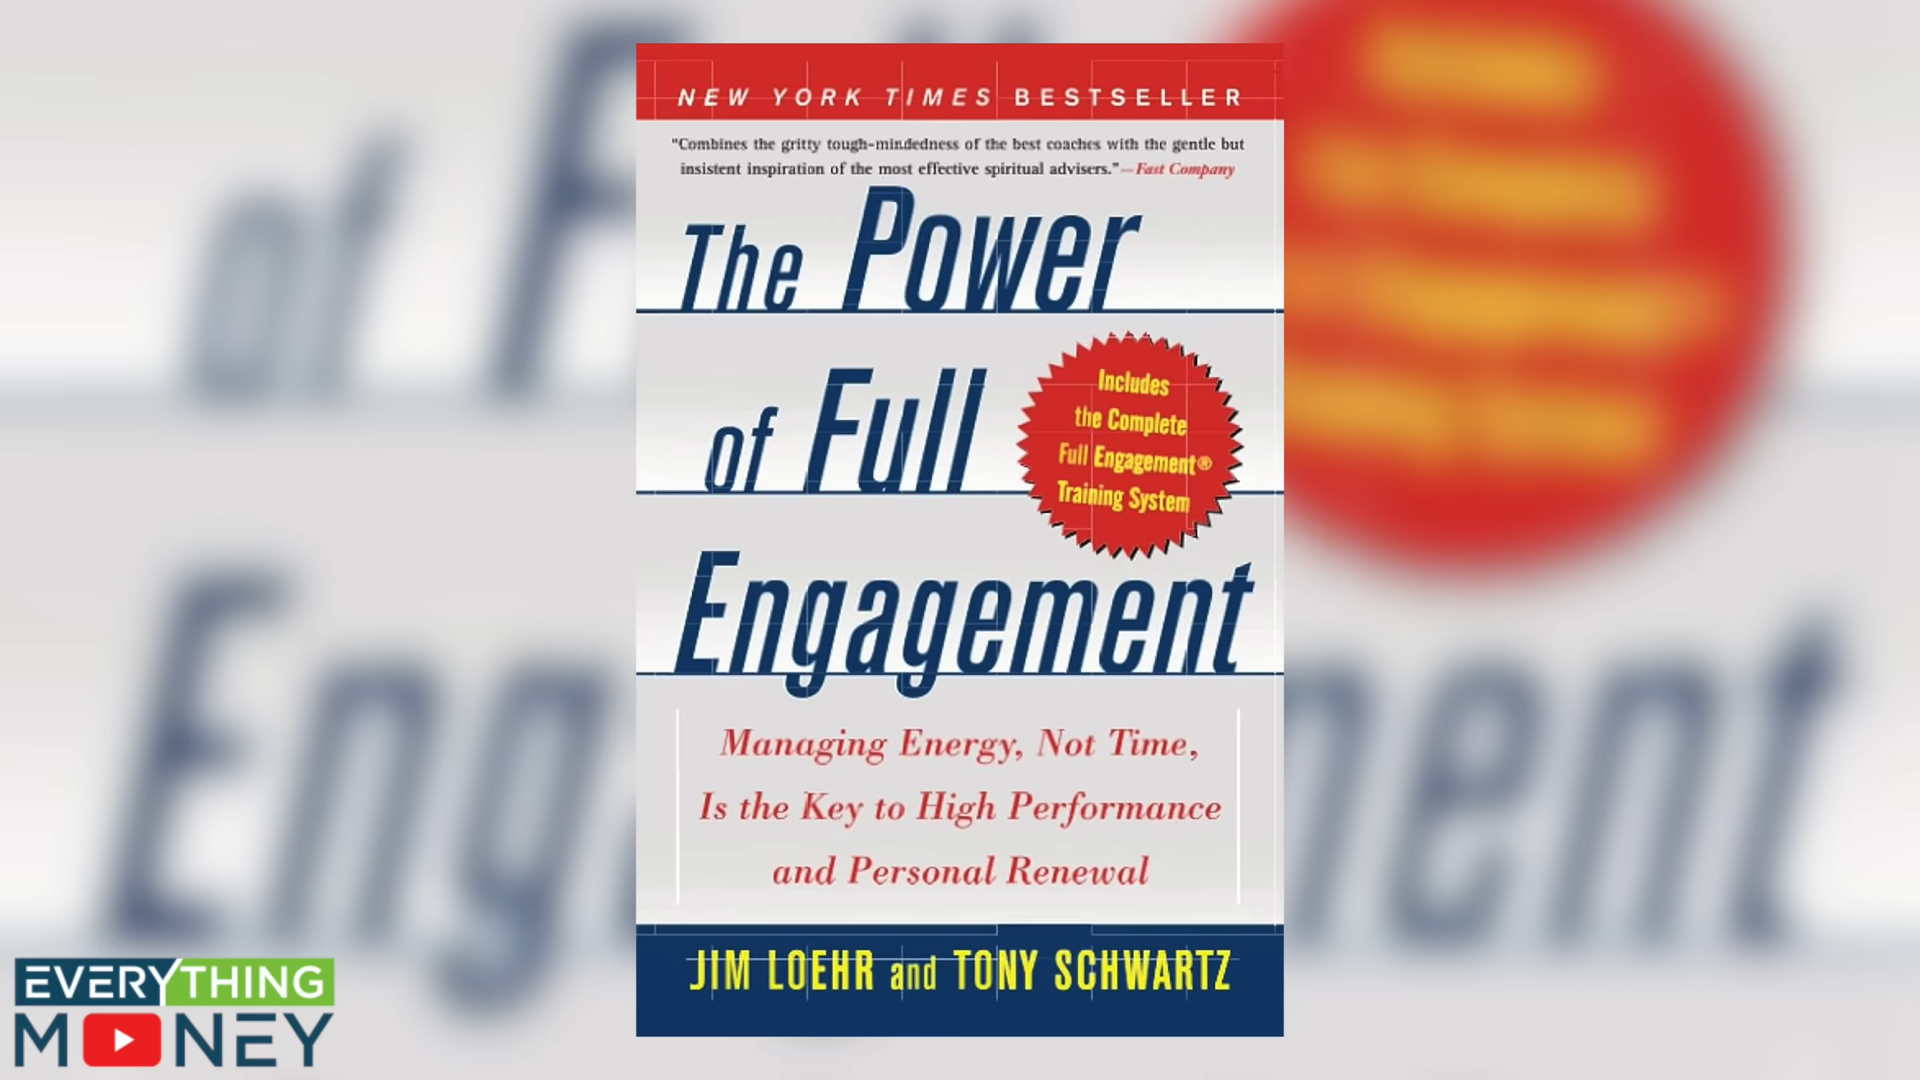 NEW YORK TIMES BESTSELLER
"Combines the gritty tough-mindedness of the best coaches with the gentle but
insistent inspiration of the most effective spiritual advisers."—Fast Company
The Power
of Full
Engagement
Includes
the Complete
Full Engagement®
Training System
Managing Energy, Not Time,
Is the Key to High Performance
and Personal Renewal
JIM LOEHR and TONY SCHWARTZ
EVERYTHING
MONEY